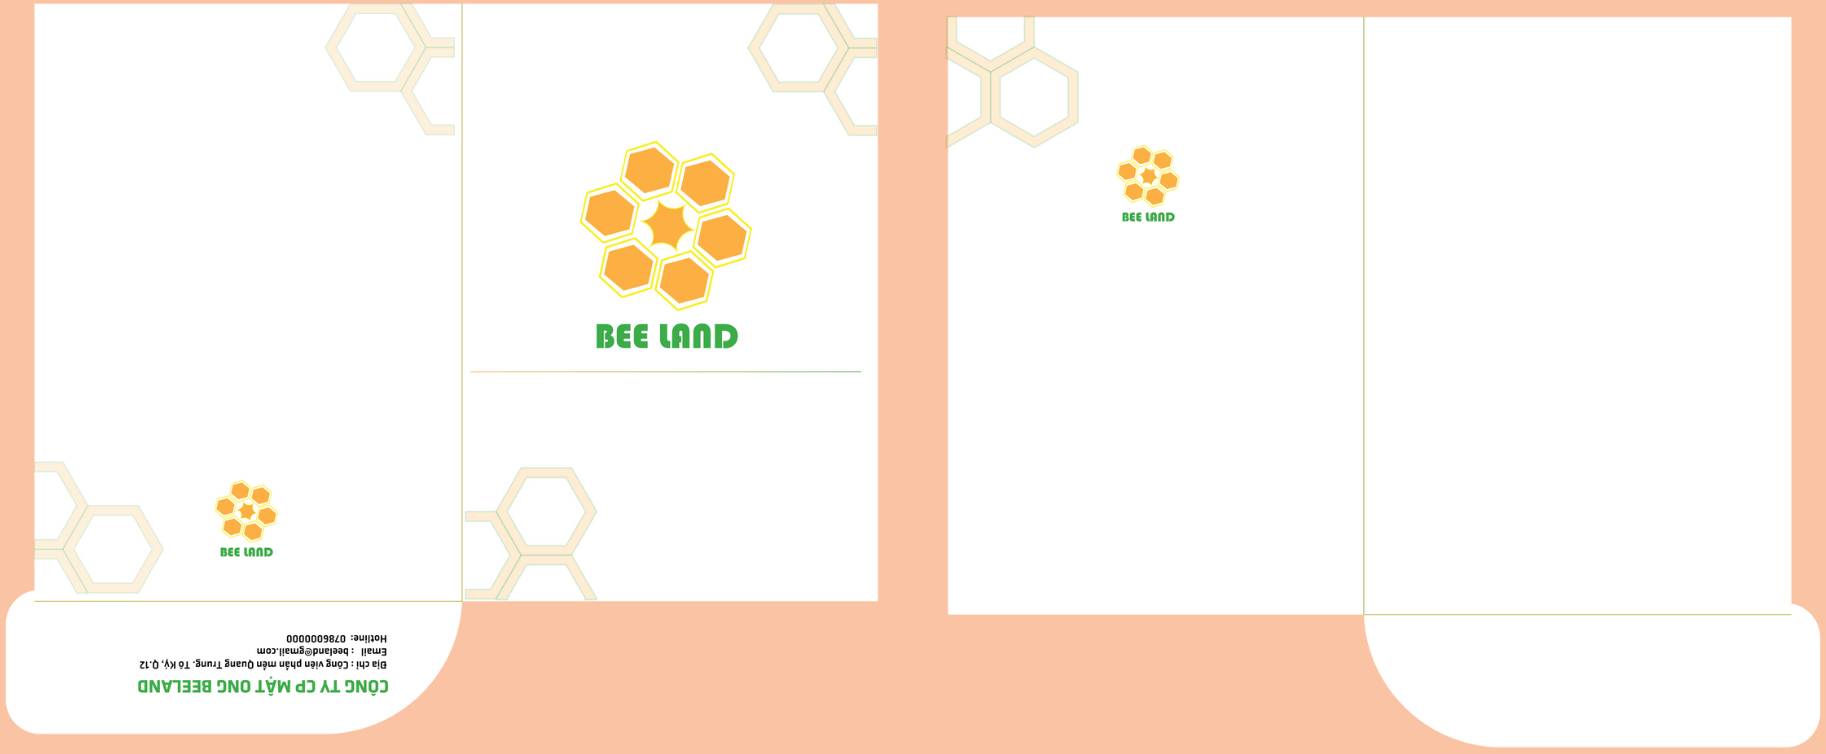 BEE LAND
BEE LAND
BEE LAND
CÔNG TY CP MẬT ONG BEELAND
Địa chỉ : Công viên phần mền Quang Trung. Tô Ký, Q.12
Email : beeland@gmail.com
Hotline: 0786000000